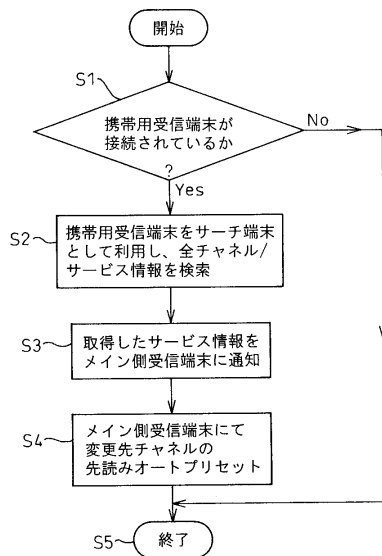 開始
S1
携帯用受信端末が
接続されているか
?
No
Yes
S2
携帯用受信端末をサーチ端末
として利用し、全チャネル/
サービス情報を検索
S3
取得したサービス情報を
メイン側受信端末に通知
S4
メイン側受信端末にて
変更先チャネルの
先読みオートプリセット
S5
終了